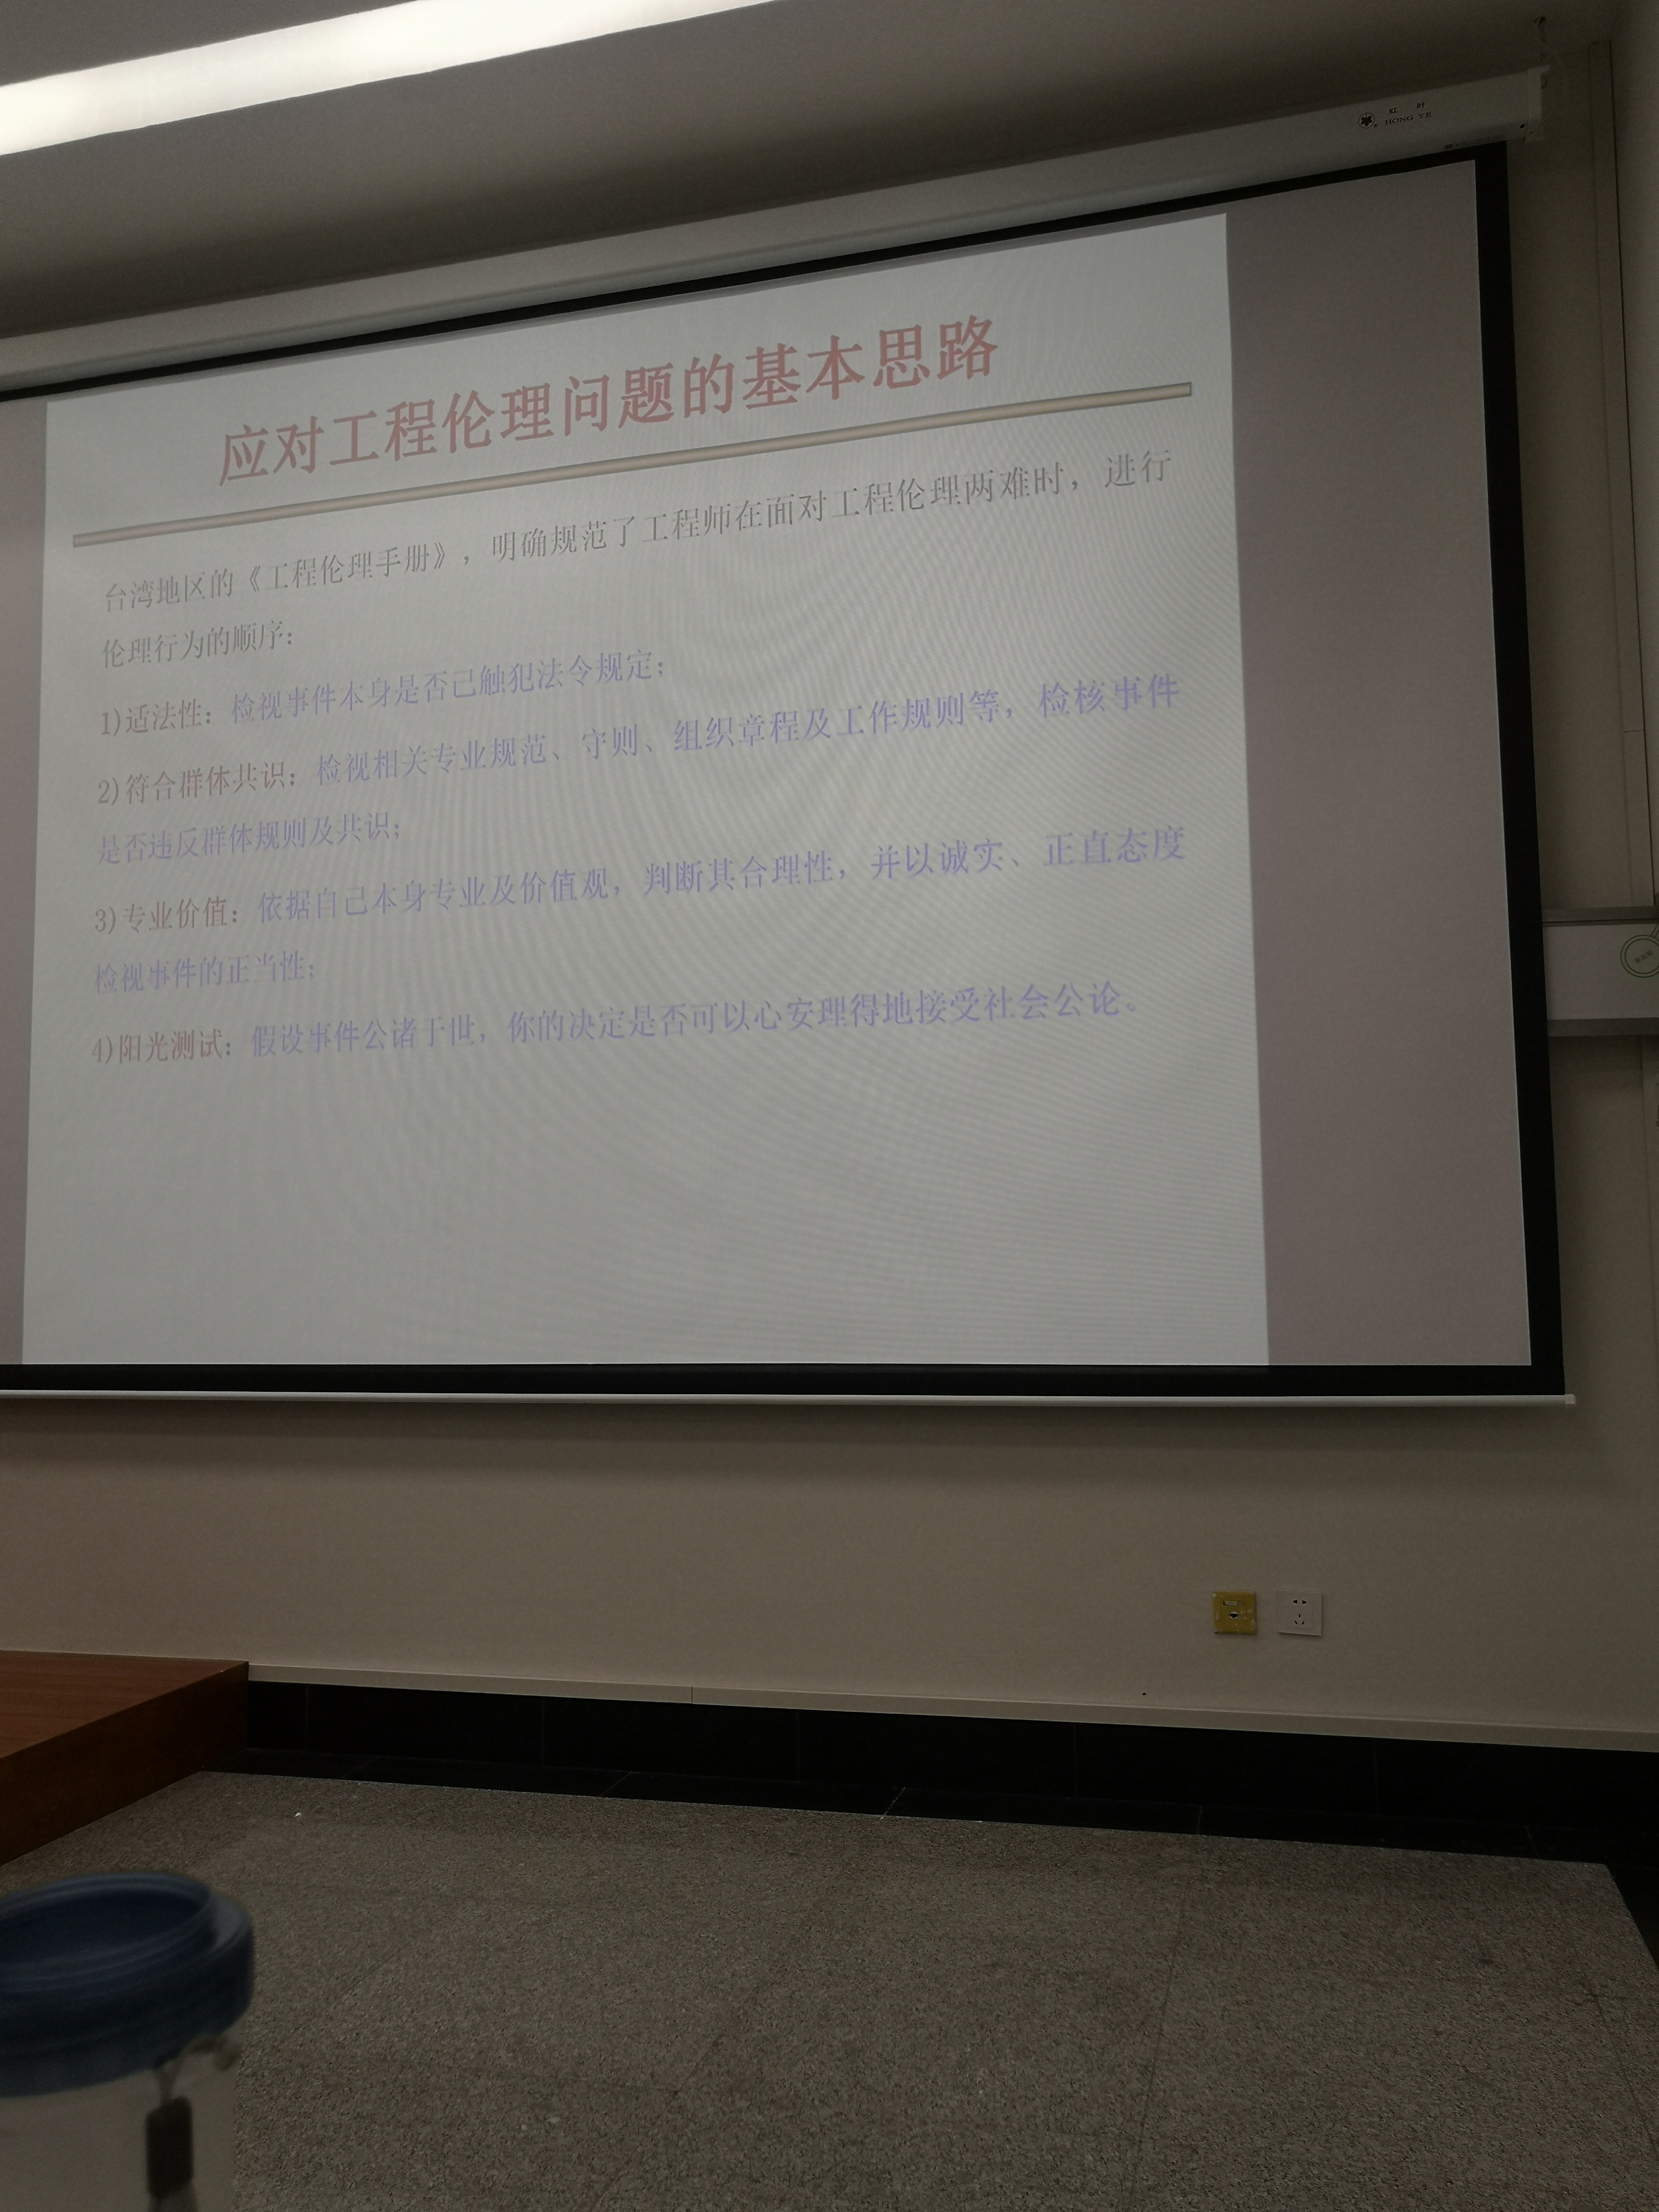 红 叶
HONG YE
应对工程伦理问题的基本思路
台湾地区的《工程伦理手册》，明确规范了工程师在面对工程伦理两难时，进行
伦理行为的顺序：
1)适法性：检视事件本身是否已触犯法令规定；
2)符合群体共识：检视相关专业规范、守则、组织章程及工作规则等，检核事件
是否违反群体规则及共识；
3)专业价值：依据自己本身专业及价值观，判断其合理性，并以诚实、正直态度
检视事件的正当性；
4)阳光测试：假设事件公诸于世，你的决定是否可以心安理得地接受社会公论。